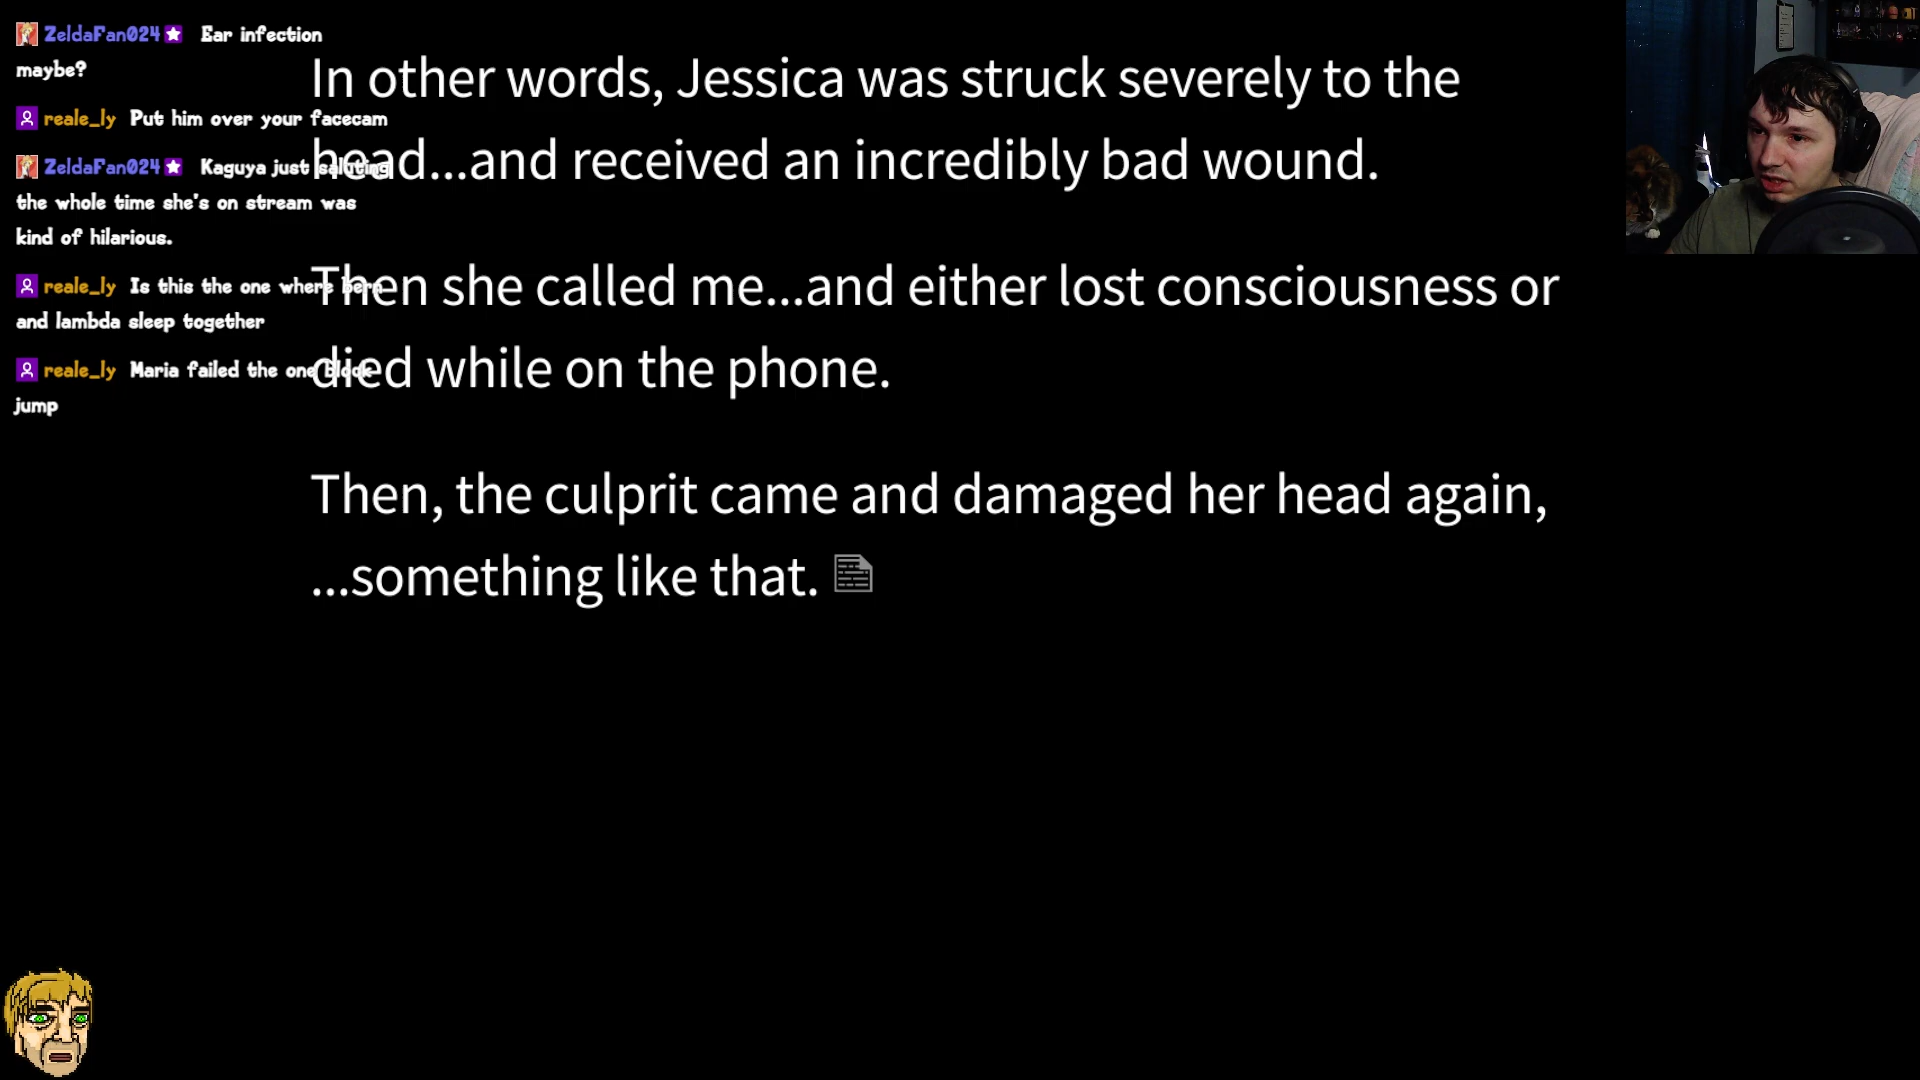 ZeldaFan024 Ear infection
maybe?
reale_ly Put him over your facecam
ZeldaFan024 Kaguya just saluting
the whole time she's on stream was
kind of hilarious.
reale_ly Is this the one where bern
and lambda sleep together
reale_ly Maria failed the one block
jump
In other words, Jessica was struck severely to the
head...and received an incredibly bad wound.
Then she called me...and either lost consciousness or
died while on the phone.
Then, the culprit came and damaged her head again,
...something like that.